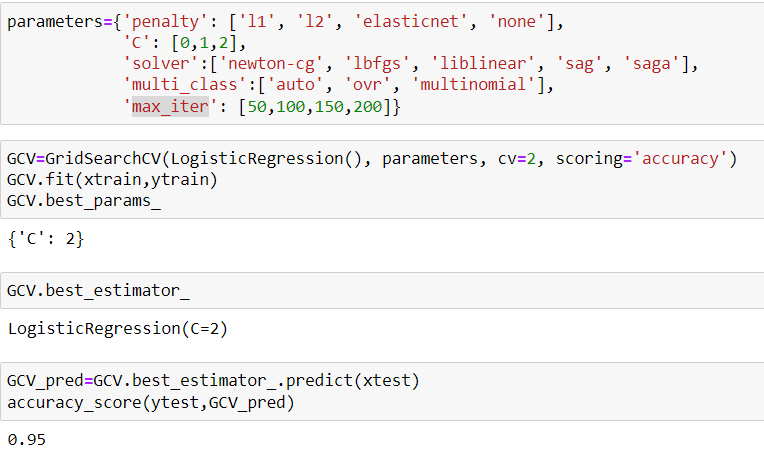 parameters={'penalty': ['l1', 'l2', 'elasticnet', 'none'],
'C': [0,1,2],
'solver':['newton-cg', 'lbfgs', 'liblinear', 'sag', 'saga'],
'multi_class':['auto', 'ovr', 'multinomial'],
'max_iter': [50,100,150,200]}
GCV=GridSearchCV(LogisticRegression(), parameters, cv=2, scoring='accuracy')
GCV.fit(xtrain,ytrain)
GCV.best_params_
{'C': 2}
GCV.best_estimator_
LogisticRegression(C=2)
GCV_pred=GCV.best_estimator_.predict(xtest)
accuracy_score(ytest,GCV_pred)
0.95